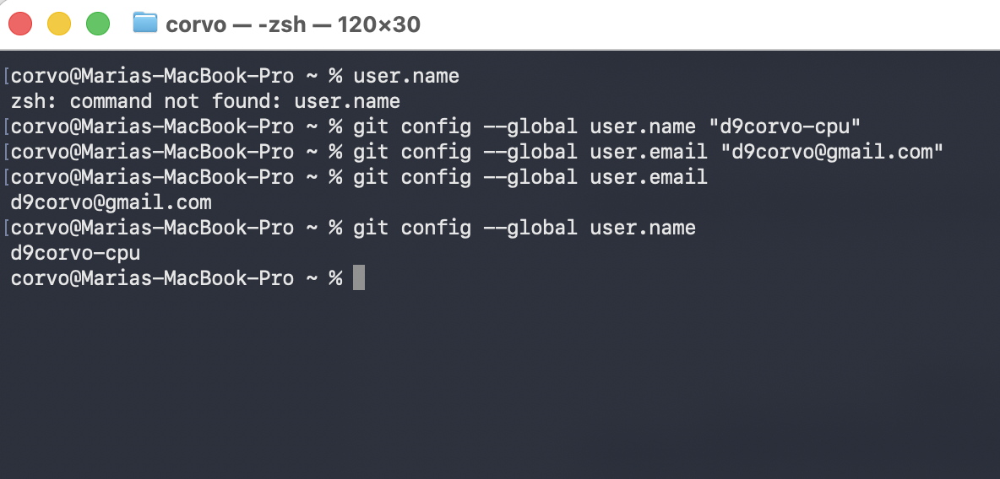 corvo — -zsh — 120×30
[corvo@Marias-MacBook-Pro ~ % user.name
zsh: command not found: user.name
[corvo@Marias-MacBook-Pro ~ % git config --global user.name "d9corvo-cpu"
[corvo@Marias-MacBook-Pro ~ % git config --global user.email "d9corvo@gmail.com"
[corvo@Marias-MacBook-Pro ~ % git config --global user.email
d9corvo@gmail.com
[corvo@Marias-MacBook-Pro ~ % git config --global user.name
d9corvo-cpu
corvo@Marias-MacBook-Pro ~ %